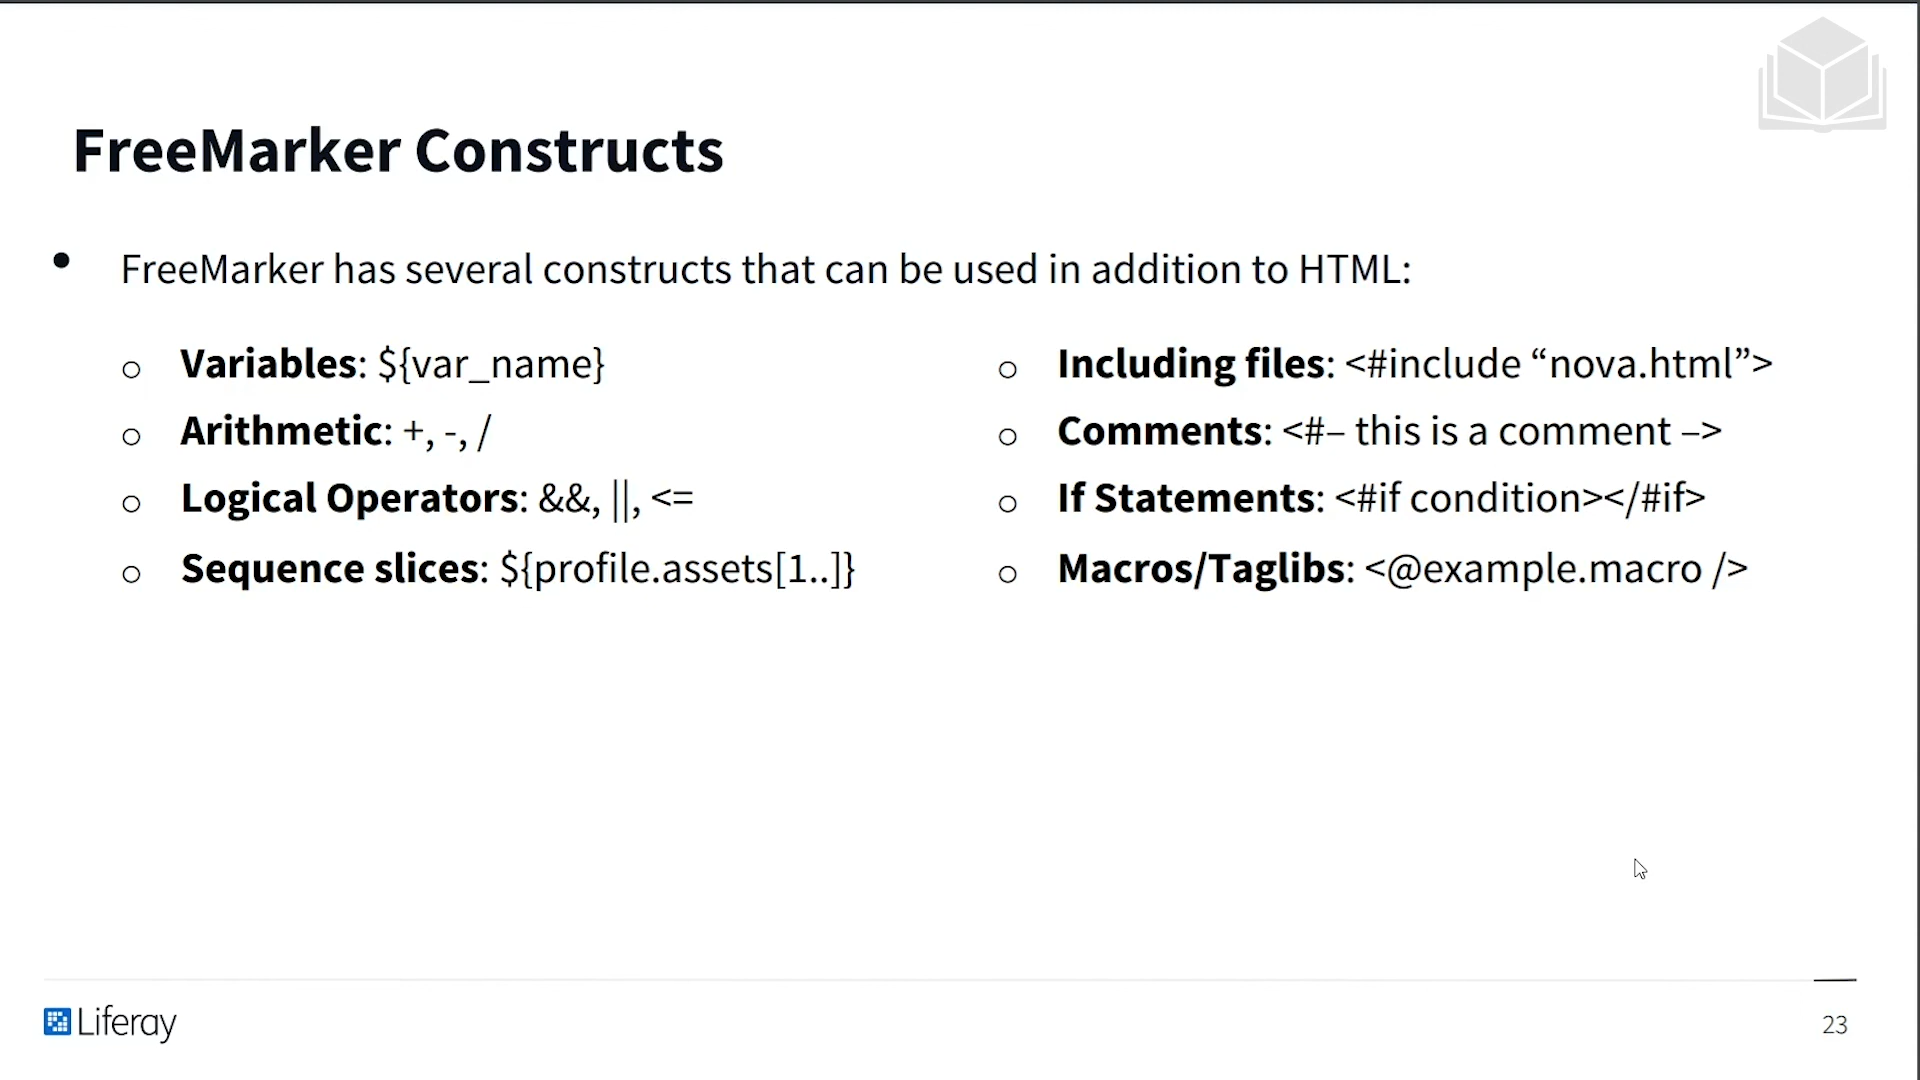 FreeMarker Constructs
• FreeMarker has several constructs that can be used in addition to HTML:
○ Variables: ${var_name}
○ Arithmetic: +, -, /
○ Logical Operators: &&, ||, <=
○ Sequence slices: ${profile.assets[1..]}
○ Including files: <#include “nova.html”>
○ Comments: <#– this is a comment –>
○ If Statements: <#if condition></#if>
○ Macros/Taglibs: <@example.macro />
Liferay
23